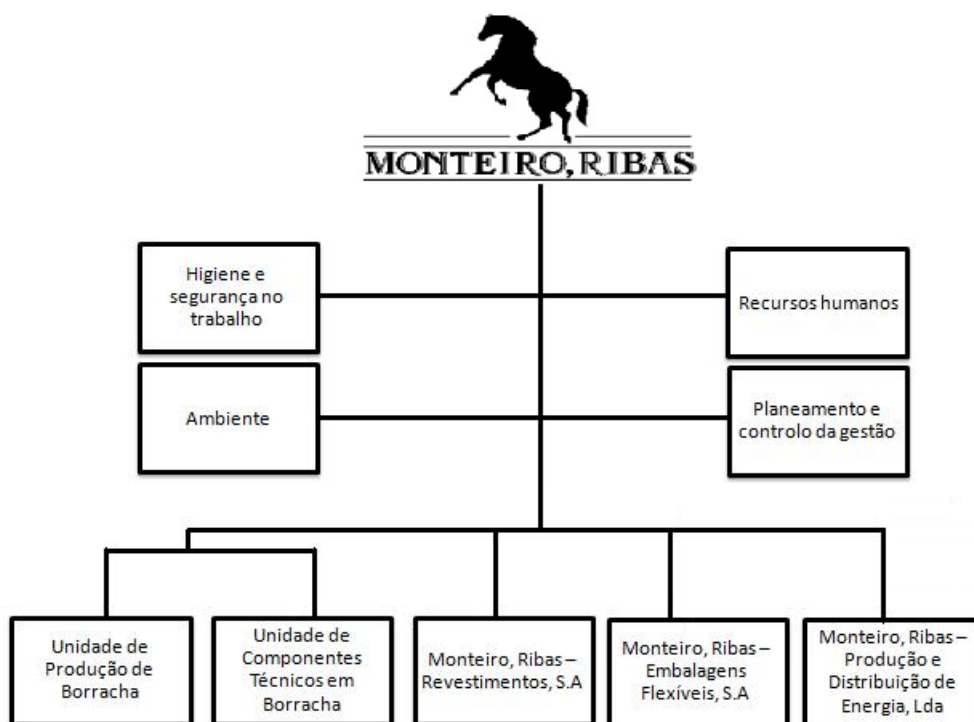 MONTEIRO, RIBAS
Higiene e
segurança no
trabalho
Recursos humanos
Ambiente
Planeamento e
controlo da gestão
Unidade de
Produção de
Borracha
Unidade de
Componentes
Técnicos em
Borracha
Monteiro, Ribas –
Revestimentos, S.A
Monteiro, Ribas –
Embalagens
Flexíveis, S.A
Monteiro, Ribas –
Produção e
Distribuição de
Energia, Lda